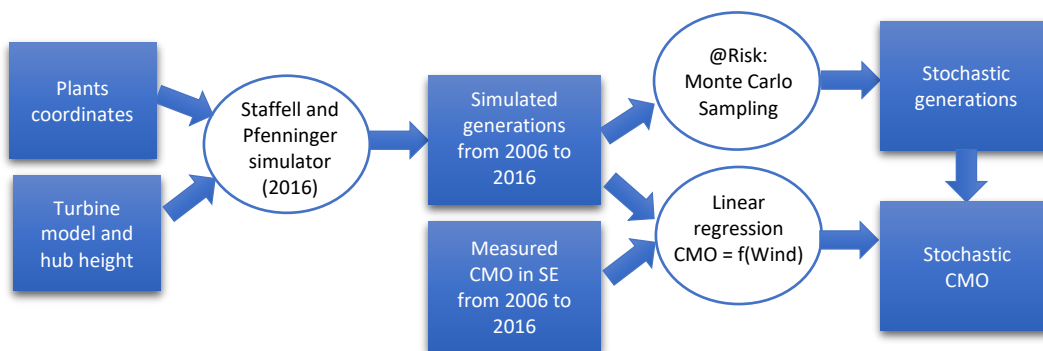 Plants
coordinates
Turbine
model and
hub height
Staffell and
Pfenninger
simulator
(2016)
Simulated
generations
from 2006 to
2016
Measured
CMO in SE
from 2006 to
2016
@Risk:
Monte Carlo
Sampling
Linear
regression
CMO = f(Wind)
Stochastic
generations
Stochastic
CMO